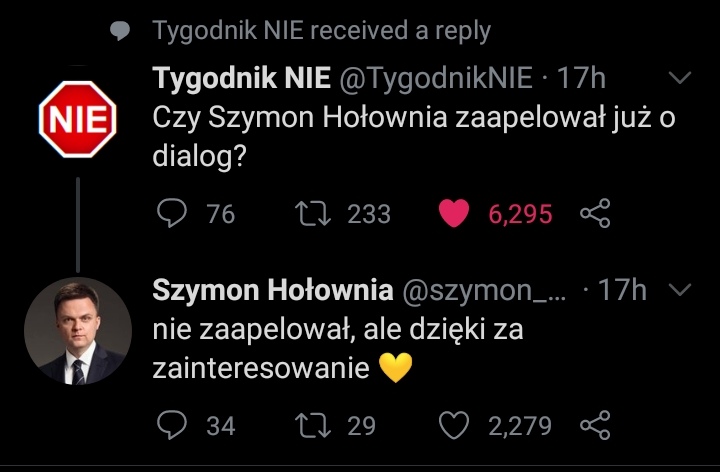 Tygodnik NIE received a reply
NIE
Tygodnik NIE @TygodnikNIE · 17h
Czy Szymon Hołownia zaapelował już o
dialog?
76 233 6,295
Szymon Hołownia @szymon_... · 17h
nie zaapelował, ale dzięki za
zainteresowanie 💛
34 29 2,279